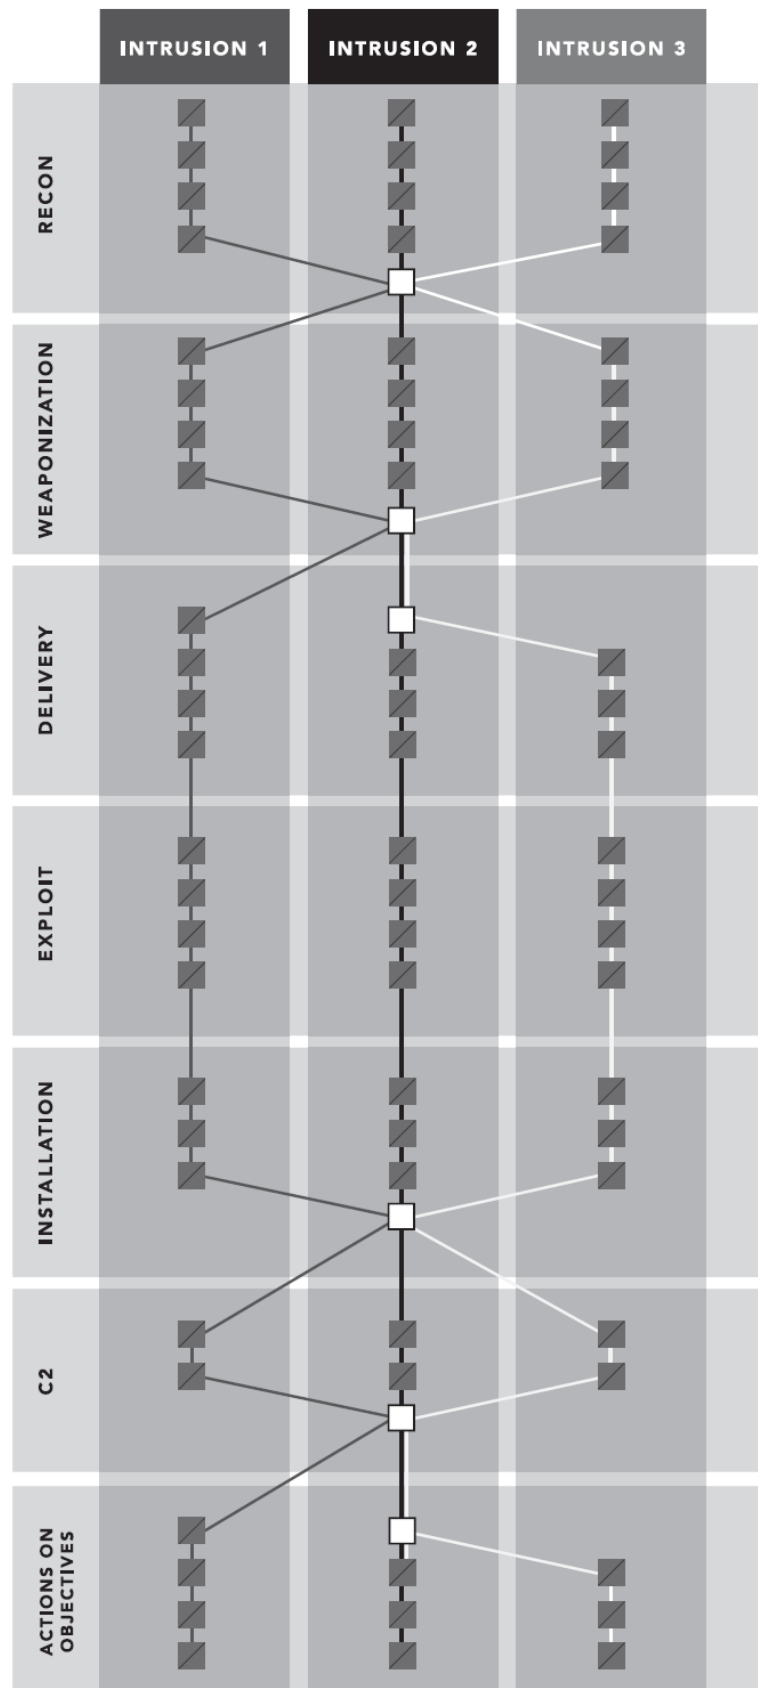 INTRUSION 1
INTRUSION 2
INTRUSION 3
RECON
WEAPONIZATION
DELIVERY
EXPLOIT
INSTALLATION
C2
ACTIONS ON
OBJECTIVES